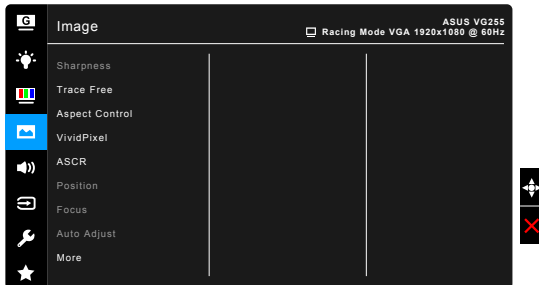 G
Image
ASUS VG255
Racing Mode VGA 1920x1080 @ 60Hz
Sharpness
Trace Free
Aspect Control
VividPixel
ASCR
Position
Focus
Auto Adjust
More